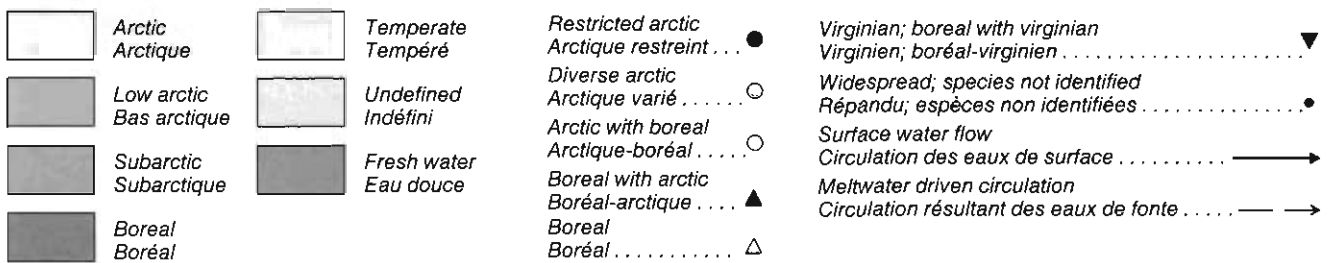 Arctic
Arctique
Low arctic
Bas arctique
Subarctic
Subarctique
Boreal
Boréal
Temperate
Tempéré
Undefined
Indéfini
Fresh water
Eau douce
Restricted arctic
Arctique restreint . . .
Diverse arctic
Arctique varié . . . . . .
Arctic with boreal
Arctique-boréal . . . . .
Boreal with arctic
Boréal-arctique . . . .
Boreal
Boréal . . . . . . . . . . .
Virginian; boreal with virginian
Virginien; boréal-virginien . . . . . . . . . . . . . . . . . . . . . . .
Widespread; species not identified
Répandu; espèces non identifiées . . . . . . . . . . . . . . .
Surface water flow
Circulation des eaux de surface . . . . . . . . . .
Meltwater driven circulation
Circulation résultant des eaux de fonte . . . . .